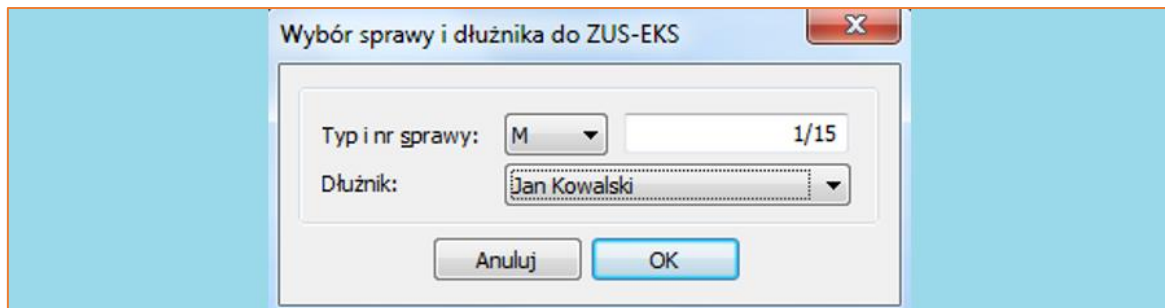 Wybór sprawy i dłużnika do ZUS-EKS
Typ i nr sprawy: M 1/15
Dłużnik: Jan Kowalski
Anuluj OK